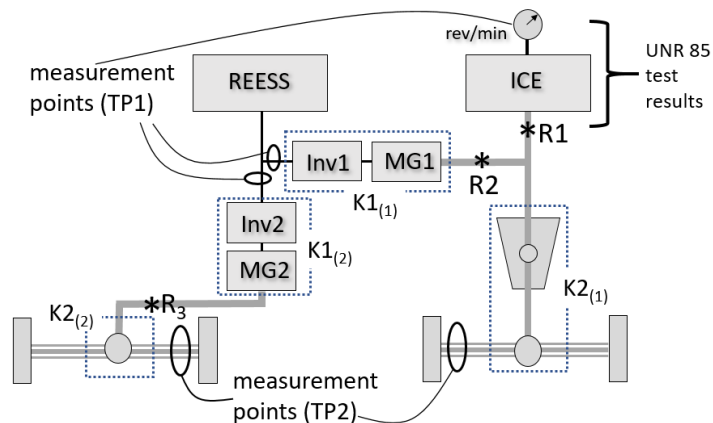 rev/min
UNR 85
test
results
measurement
points (TP1)
REESS
ICE
*R1
Inv1
MG1
*
R2
K1(1)
Inv2
K1(2)
MG2
K2(1)
*R3
K2(2)
measurement
points (TP2)